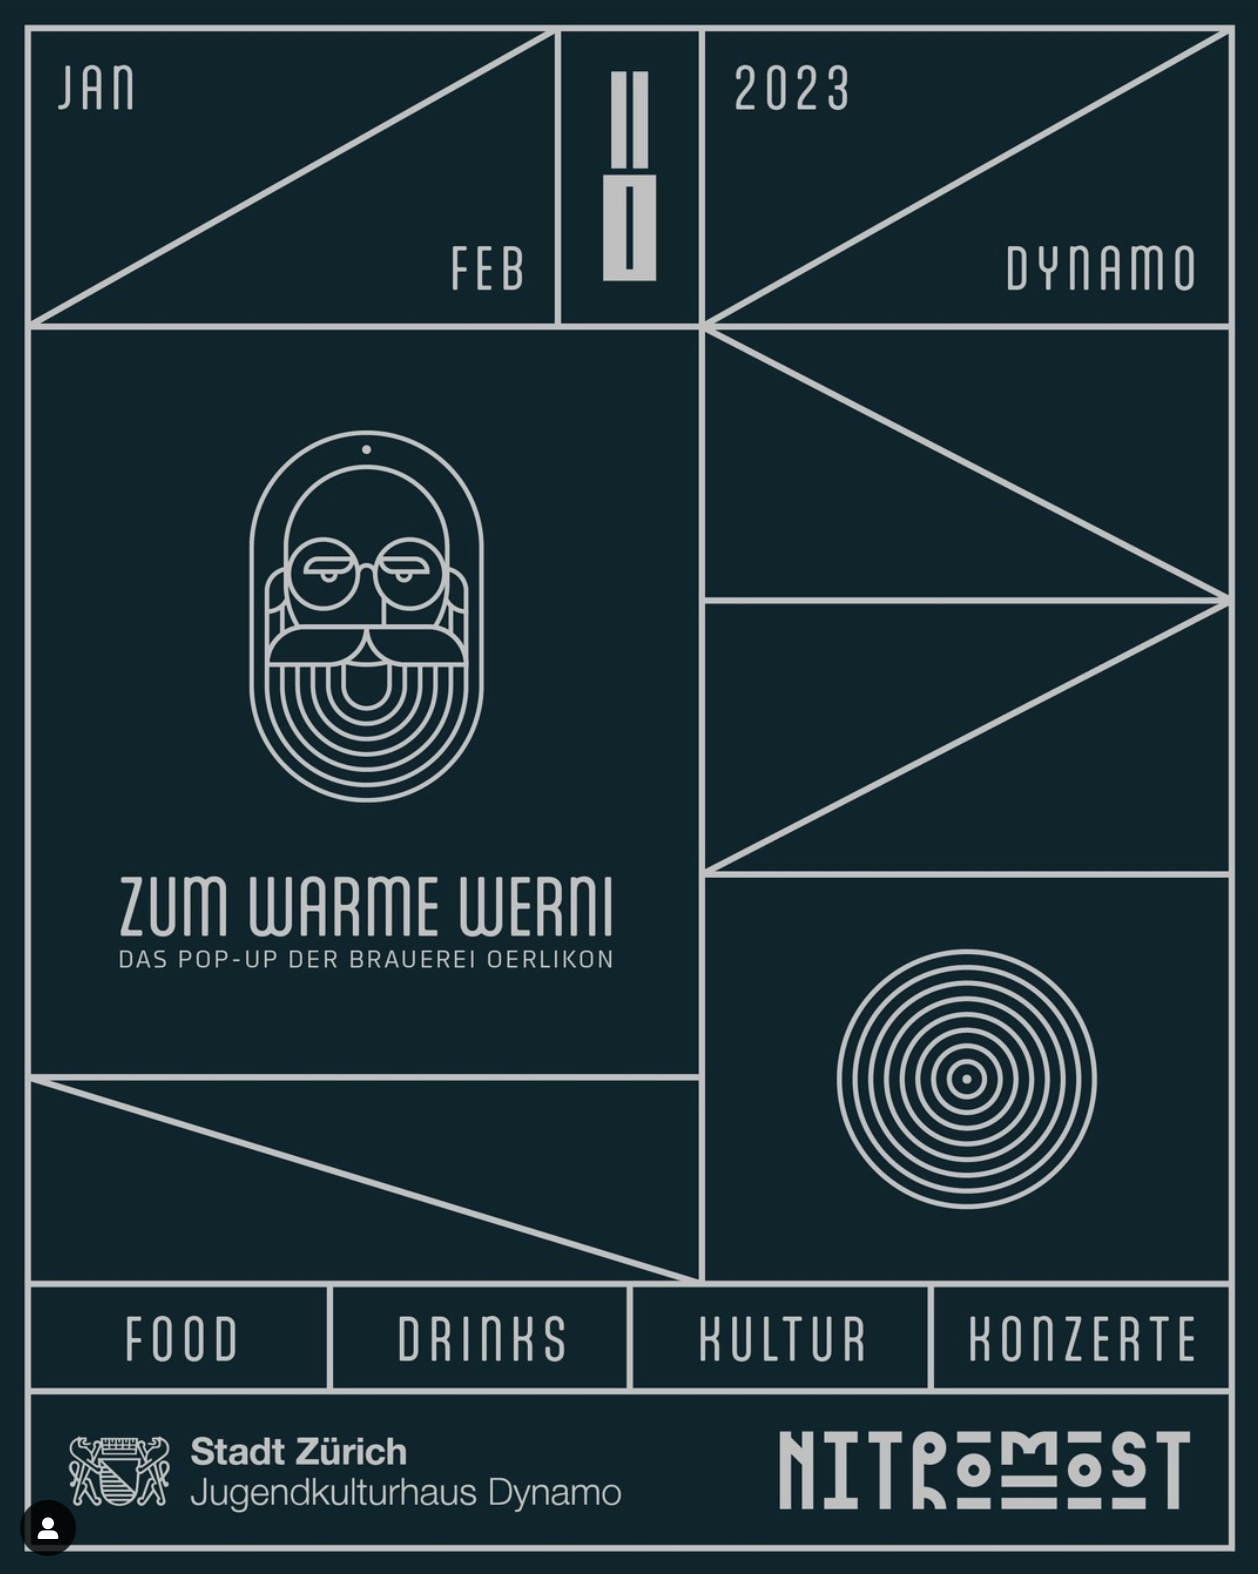 JAN
FEB
2023
DYNAMO
ZUM WARME WERNI
DAS POP-UP DER BRAUEREI OERLIKON
FOOD
DRINKS
KULTUR
KONZERTE
Stadt Zürich
Jugendkulturhaus Dynamo
NITROMOST